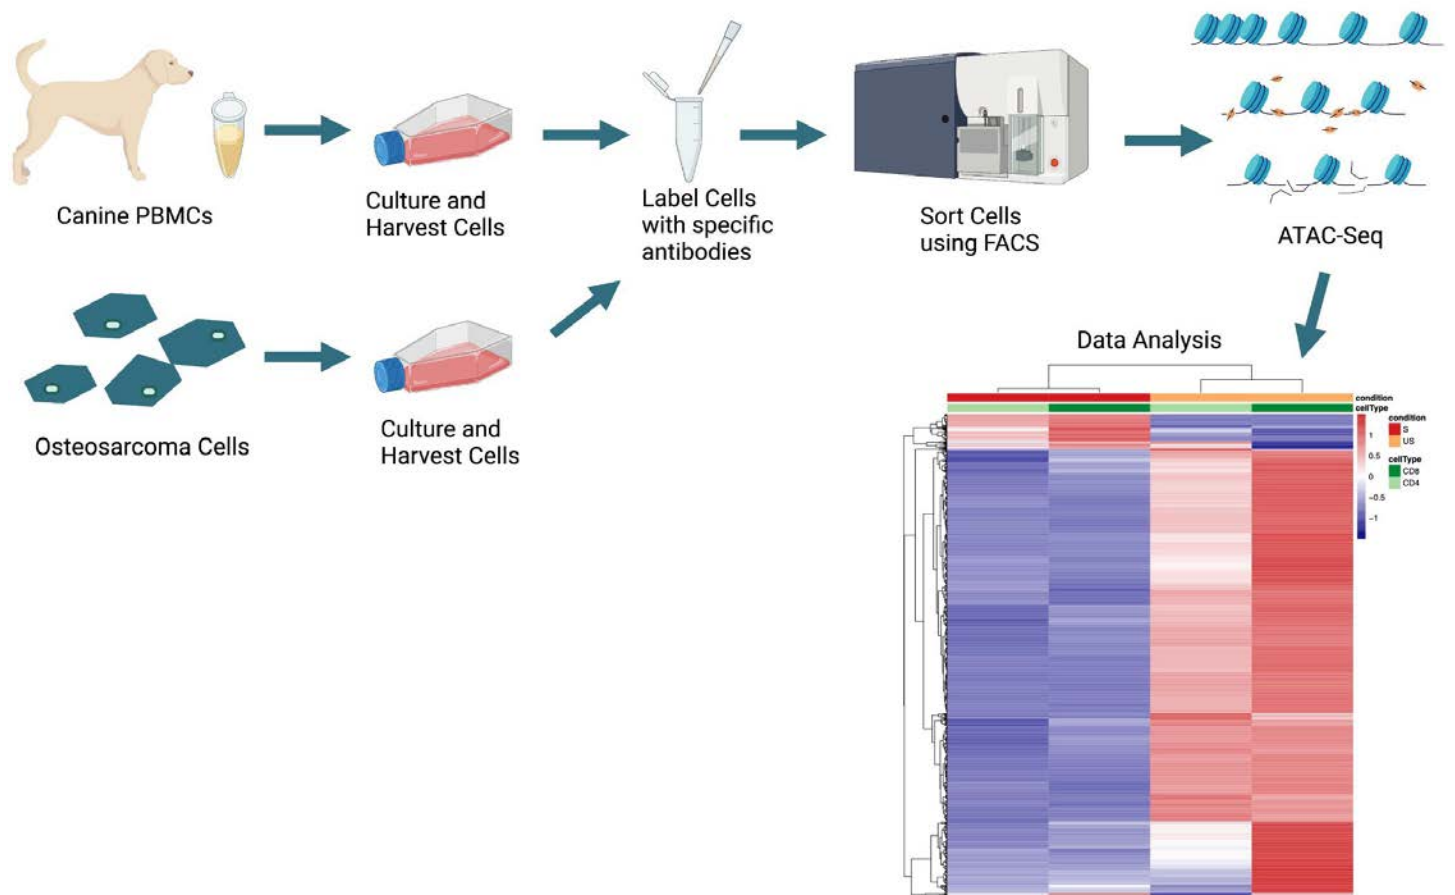 Canine PBMCs
Culture and
Harvest Cells
Label Cells
with specific
antibodies
Sort Cells
using FACS
ATAC-Seq
Osteosarcoma Cells
Culture and
Harvest Cells
Data Analysis
condition
cellType
condition
S
US
cellType
CD8
CD4
1
0.5
0
−0.5
−1